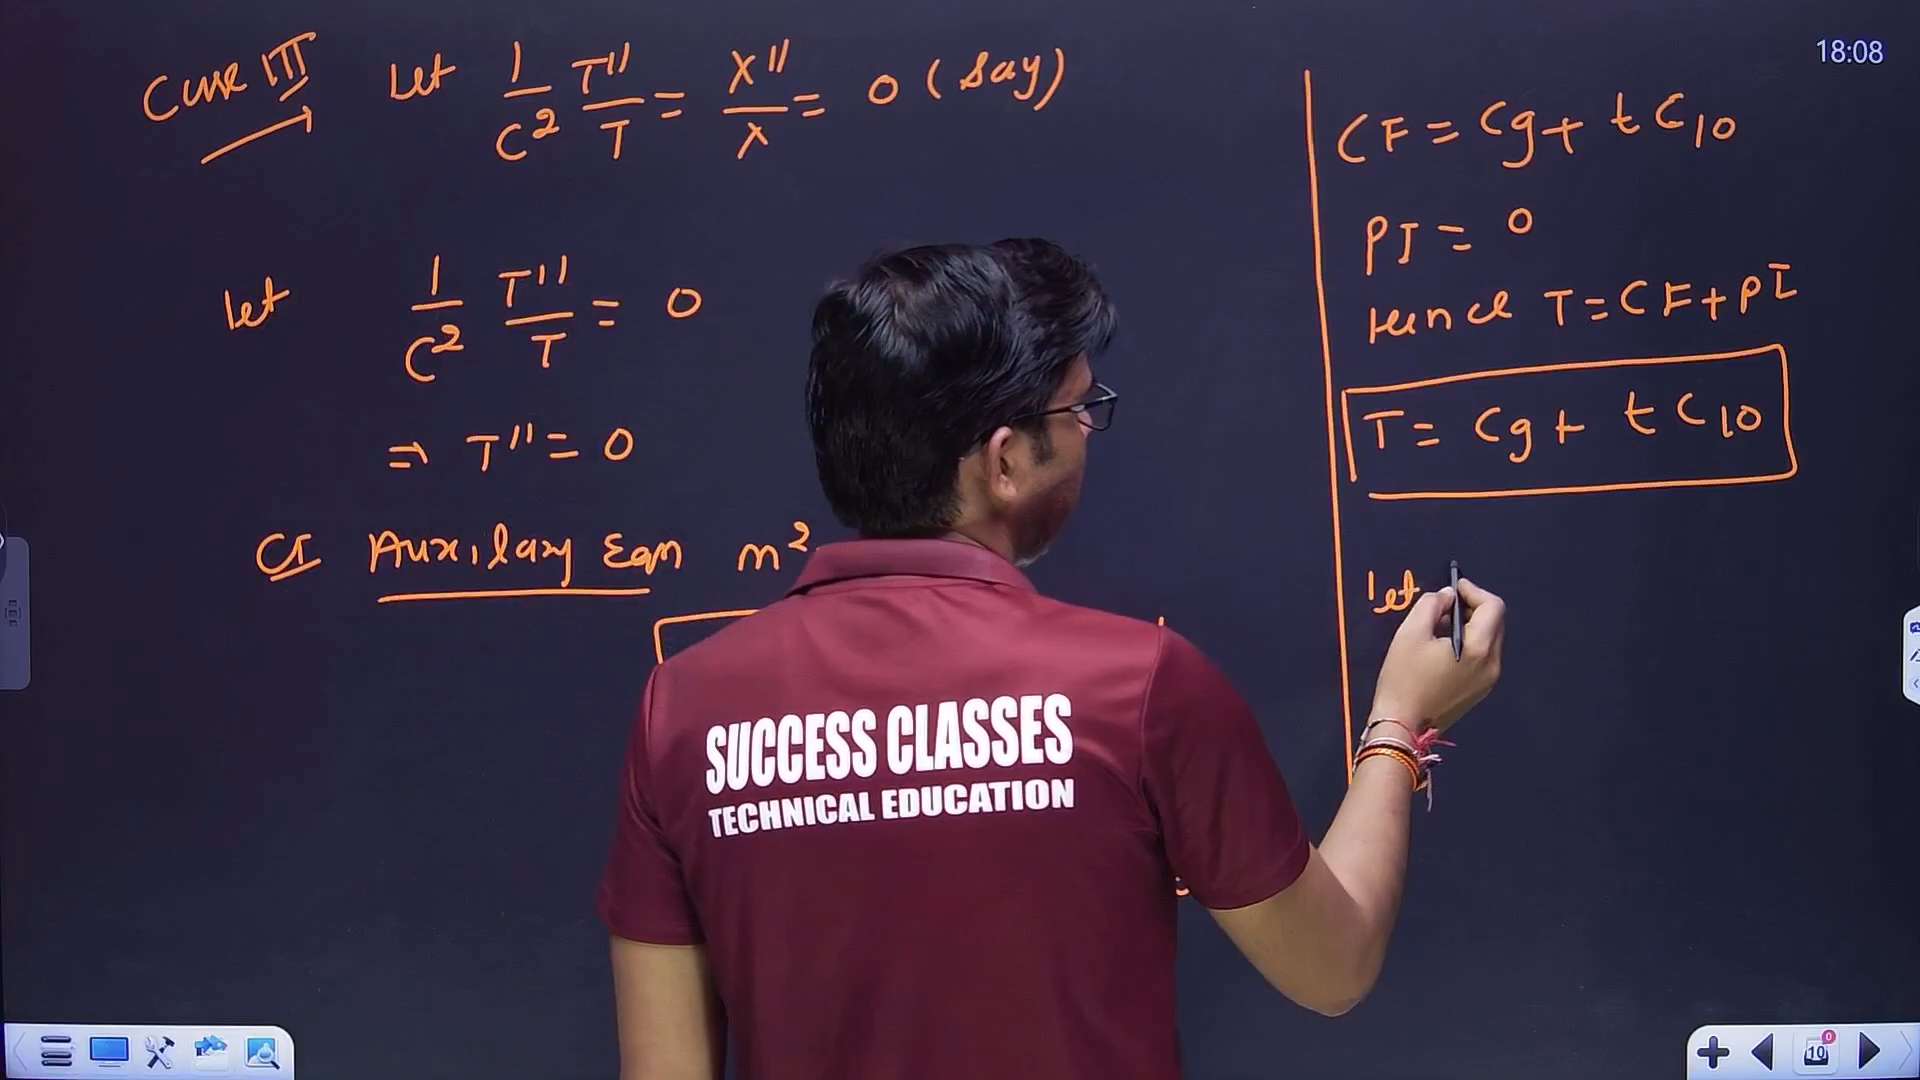 Case III Let 1/C² T''/T = X''/X = 0 (Say)
let 1/C² T''/T = 0
⇒ T'' = 0
Auxilary Eqn m²
CF = C9 + t C10
PI = 0
Hence T = CF + PI
T = C9 + t C10
let
SUCCESS CLASSES
TECHNICAL EDUCATION
18:08
10
0